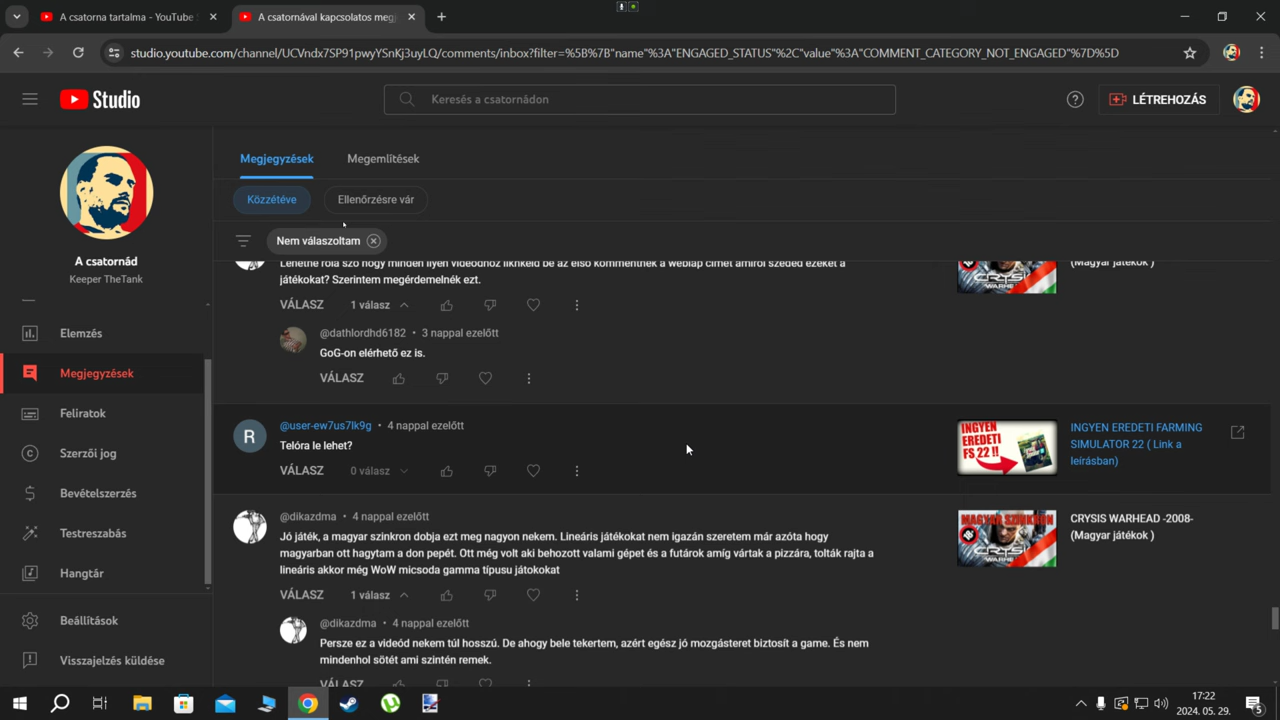 A csatorna tartalma - YouTube S
A csatornával kapcsolatos megj
studio.youtube.com/channel/UCVndx7SP91pwyYSnKj3uyLQ/comments/inbox?filter=%5B%7B"name"%3A"ENGAGED_STATUS"%2C"value"%3A"COMMENT_CATEGORY_NOT_ENGAGED"%7D%5D
Studio
Keresés a csatornádon
LÉTREHOZÁS
A csatornád
Keeper TheTank
Elemzés
Megjegyzések
Feliratok
Szerzői jog
Bevételszerzés
Testreszabás
Hangtár
Beállítások
Visszajelzés küldése
Megjegyzések
Megemlítések
Közzétéve
Ellenőrzésre vár
Nem válaszoltam
Lehetne róla szó hogy minden ilyen videódhoz liknkeld be az első kommentnek a weblap címét amiről szeded ezeket a
játékokat? Szerintem megérdemelnék ezt.
VÁLASZ 1 válasz
(Magyar játékok )
WARHE
@dathlordhd6182 • 3 nappal ezelőtt
GoG-on elérhető ez is.
VÁLASZ
R
@user-ew7us7lk9g • 4 nappal ezelőtt
Telóra le lehet?
VÁLASZ 0 válasz
INGYEN
EREDETI
FS 22 !!
INGYEN EREDETI FARMING
SIMULATOR 22 ( Link a
leírásban)
@dikazdma • 4 nappal ezelőtt
Jó játék, a magyar szinkron dobja ezt meg nagyon nekem. Lineáris játékokat nem igazán szeretem már azóta hogy
magyarban ott hagytam a don pepét. Ott még volt aki behozott valami gépet és a futárok amíg vártak a pizzára, tolták rajta a
lineáris akkor még WoW micsoda gamma típusu játokokat
VÁLASZ 1 válasz
MAGYAR SZINKRON
CRYSIS
WARHEAD
CRYSIS WARHEAD -2008-
(Magyar játékok )
@dikazdma • 4 nappal ezelőtt
Persze ez a videód nekem túl hosszú. De ahogy bele tekertem, azért egész jó mozgásteret biztosít a game. És nem
mindenhol sötét ami szintén remek.
VÁLASZ
17:22
2024. 05. 29.
5